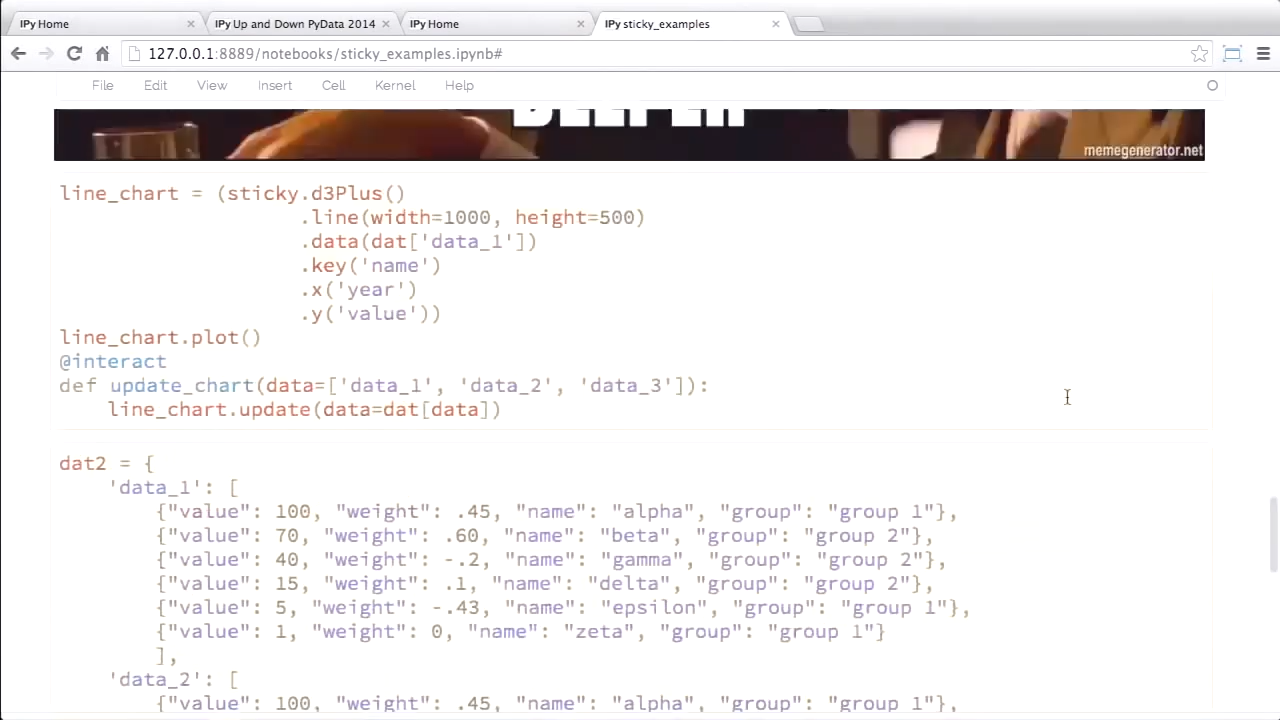 IPy Home
IPy Up and Down PyData 2014
IPy Home
IPy sticky_examples
127.0.0.1:8889/notebooks/sticky_examples.ipynb#
File Edit View Insert Cell Kernel Help
DEEPER
memegenerator.net
line_chart = (sticky.d3Plus()
.line(width=1000, height=500)
.data(dat['data_1'])
.key('name')
.x('year')
.y('value'))
line_chart.plot()
@interact
def update_chart(data=['data_1', 'data_2', 'data_3']):
line_chart.update(data=dat[data])
dat2 = {
'data_1': [
{"value": 100, "weight": .45, "name": "alpha", "group": "group 1"},
{"value": 70, "weight": .60, "name": "beta", "group": "group 2"},
{"value": 40, "weight": -.2, "name": "gamma", "group": "group 2"},
{"value": 15, "weight": .1, "name": "delta", "group": "group 2"},
{"value": 5, "weight": -.43, "name": "epsilon", "group": "group 1"},
{"value": 1, "weight": 0, "name": "zeta", "group": "group 1"}
],
'data_2': [
{"value": 100, "weight": .45, "name": "alpha", "group": "group 1"},